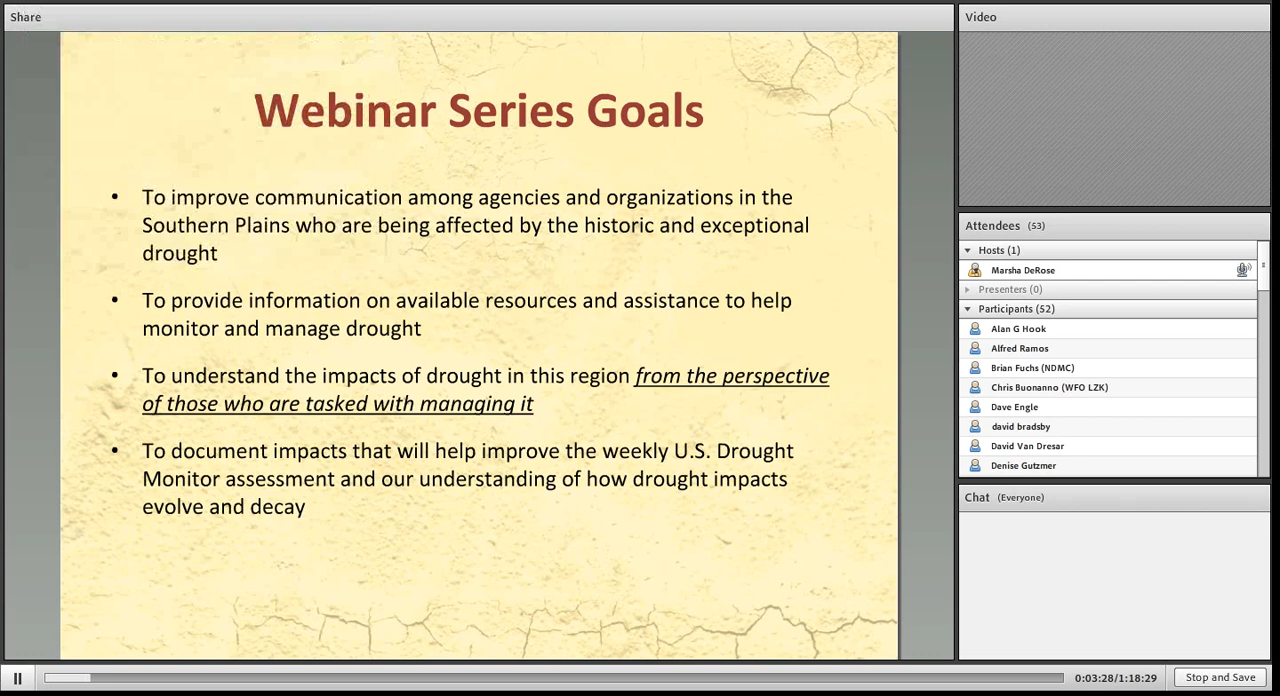 Share
Webinar Series Goals
• To improve communication among agencies and organizations in the
Southern Plains who are being affected by the historic and exceptional
drought
• To provide information on available resources and assistance to help
monitor and manage drought
• To understand the impacts of drought in this region from the perspective
of those who are tasked with managing it
• To document impacts that will help improve the weekly U.S. Drought
Monitor assessment and our understanding of how drought impacts
evolve and decay
Video
Attendees (53)
Hosts (1)
Marsha DeRose
Presenters (0)
Participants (52)
Alan G Hook
Alfred Ramos
Brian Fuchs (NDMC)
Chris Buonanno (WFO LZK)
Dave Engle
david bradsby
David Van Dresar
Denise Gutzmer
Chat (Everyone)
0:03:28/1:18:29
Stop and Save